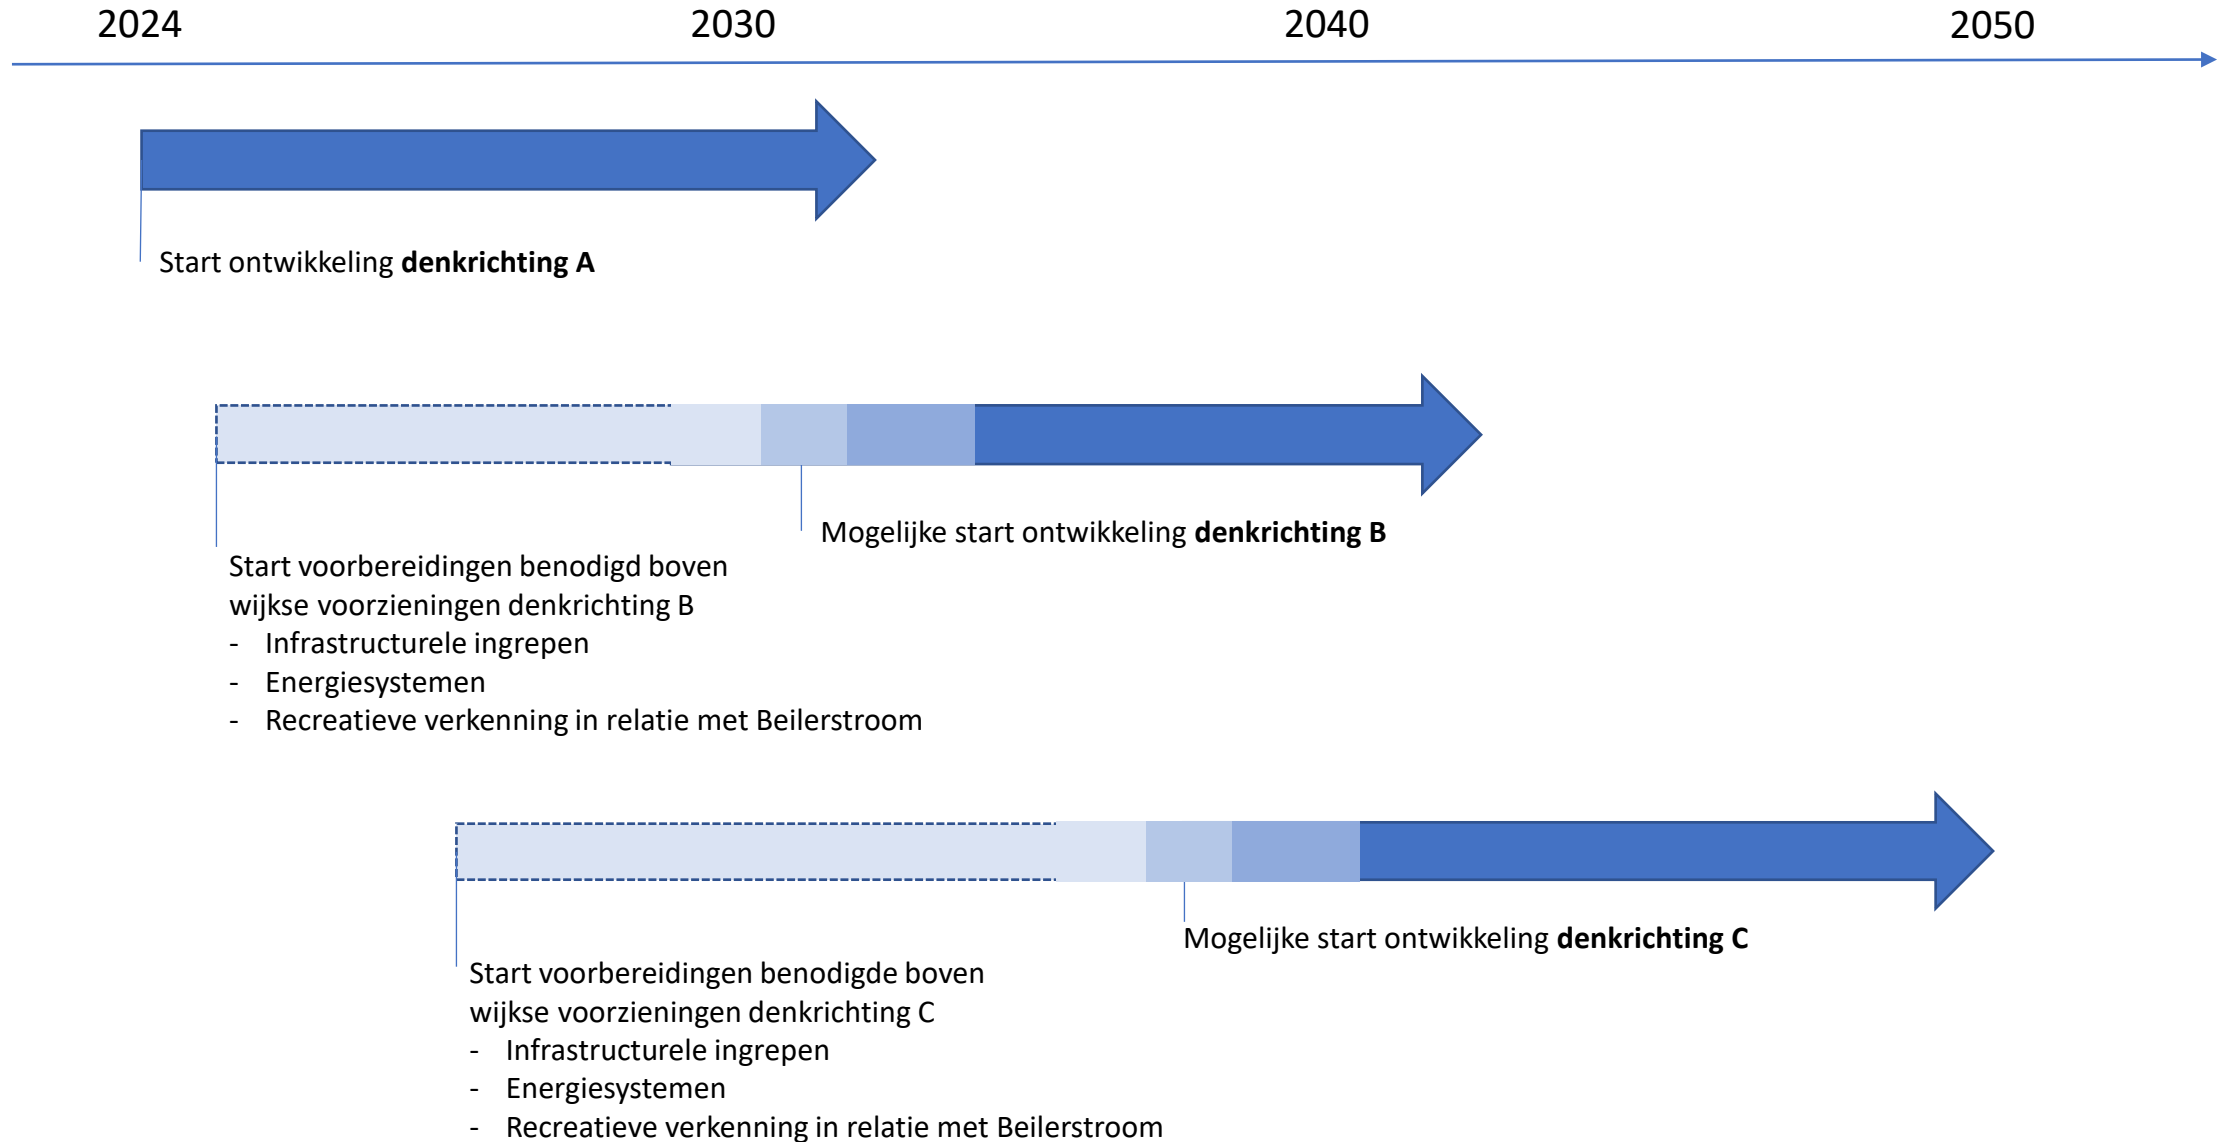 2024 2030 2040 2050
Start ontwikkeling denkrichting A
Mogelijke start ontwikkeling denkrichting B
Start voorbereidingen benodigd boven
wijkse voorzieningen denkrichting B
- Infrastructurele ingrepen
- Energiesystemen
- Recreatieve verkenning in relatie met Beilerstroom
Mogelijke start ontwikkeling denkrichting C
Start voorbereidingen benodigde boven
wijkse voorzieningen denkrichting C
- Infrastructurele ingrepen
- Energiesystemen
- Recreatieve verkenning in relatie met Beilerstroom